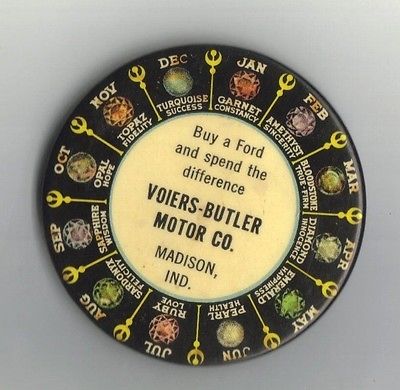 Buy a Ford
and spend the
difference
VOIERS-BUTLER
MOTOR CO.
MADISON,
IND.
JAN
GARNET
CONSTANCY
FEB
AMETHYST
SINCERITY
MAR
BLOODSTONE
TRUE-FIRM
APR
DIAMOND
INNOCENCE
MAY
EMERALD
HAPPINESS
JUN
PEARL
HEALTH
JUL
RUBY
LOVE
AUG
SARDONIX
FELICITY
SEP
SAPPHIRE
WISDOM
OCT
OPAL
HOPE
NOV
TOPAZ
FIDELITY
DEC
TURQUOISE
SUCCESS